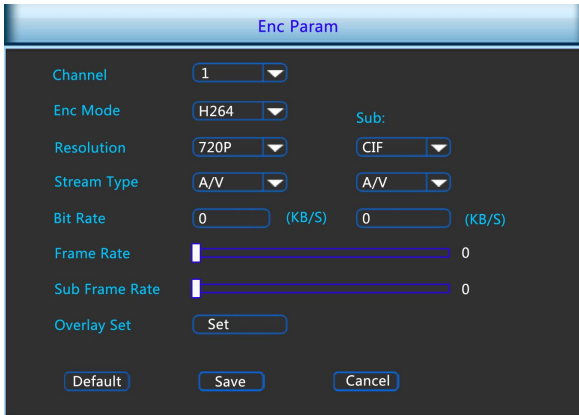 Enc Param
Channel 1
Enc Mode H264
Sub:
Resolution 720P CIF
Stream Type A/V A/V
Bit Rate 0 (KB/S) 0 (KB/S)
Frame Rate 0
Sub Frame Rate 0
Overlay Set Set
Default Save Cancel